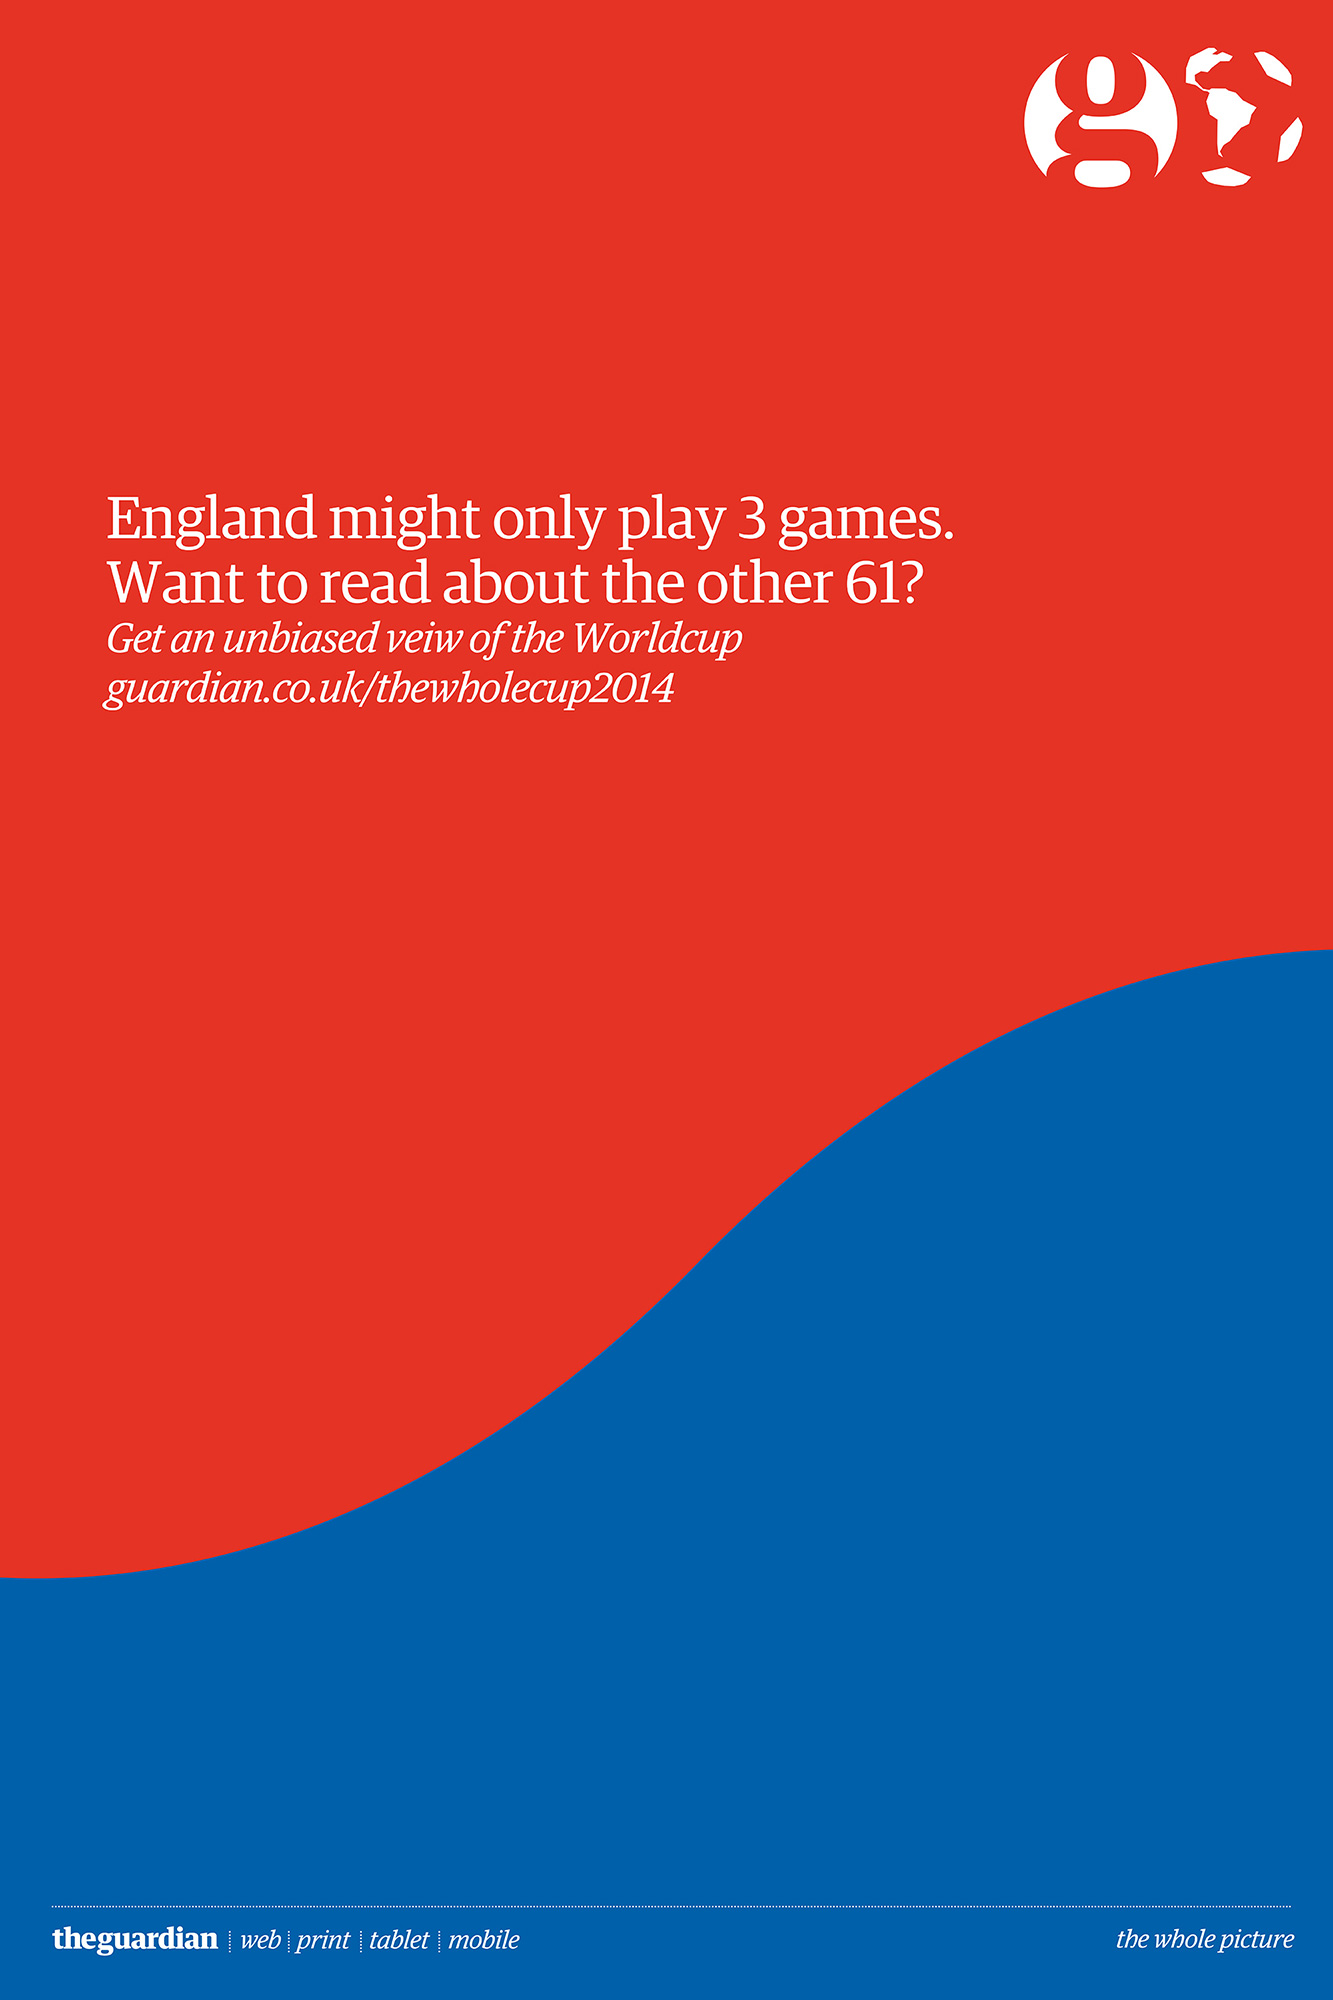 g
England might only play 3 games.
Want to read about the other 61?
Get an unbiased veiw of the Worldcup
guardian.co.uk/thewholecup2014
theguardian | web | print | tablet | mobile
the whole picture